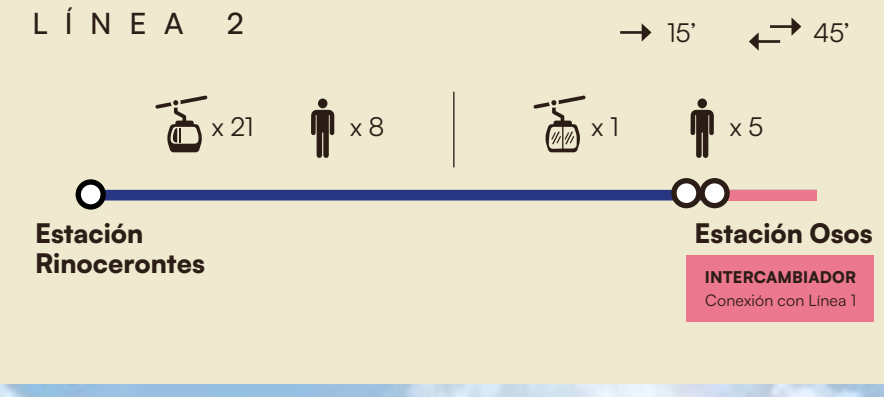 LÍNEA 2
15’
45’
x 21
x 8
x 1
x 5
Estación
Rinocerontes
Estación Osos
INTERCAMBIADOR
Conexión con Línea 1